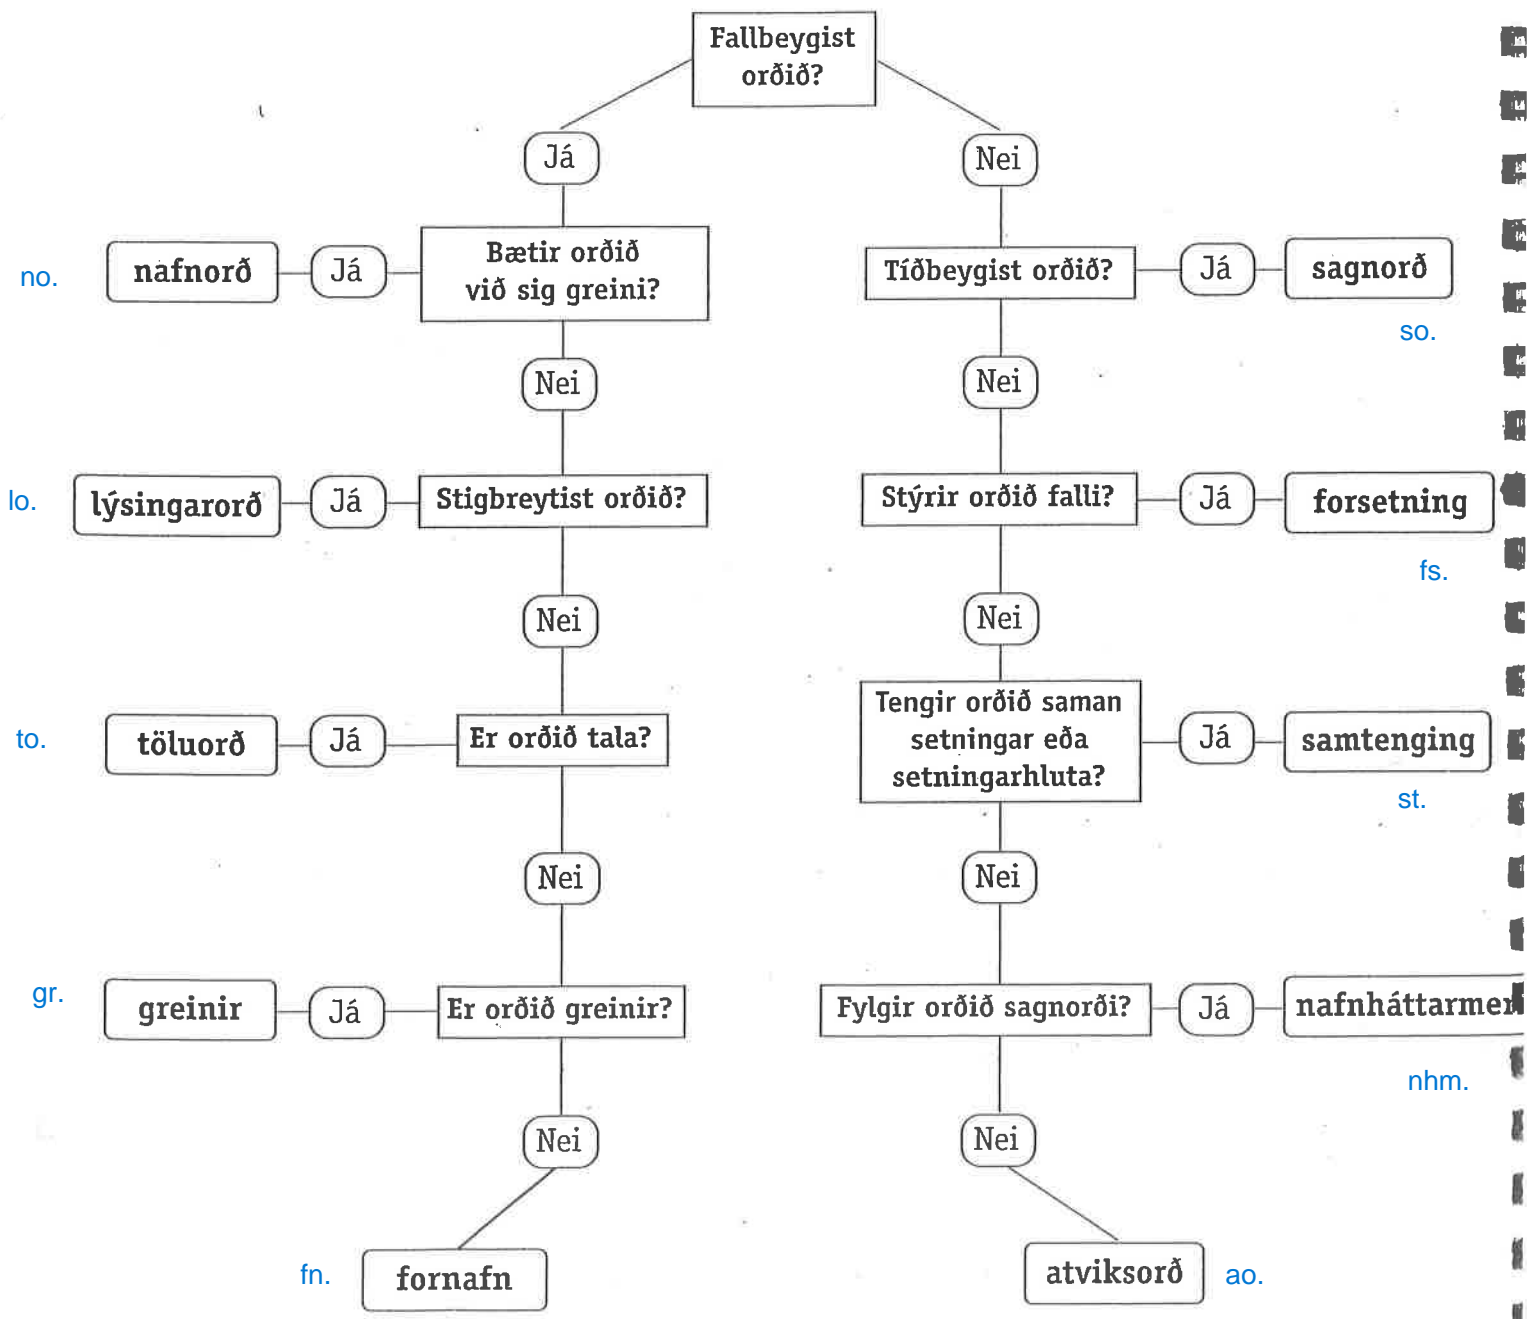 Fallbeygist
orðið?
Já
Nei
no.
nafnorð
Já
Bætir orðið
við sig greini?
Tíðbeygist orðið?
Já
sagnorð
so.
Nei
Nei
lo.
lýsingarorð
Já
Stigbreytist orðið?
Stýrir orðið falli?
Já
forsetning
fs.
Nei
Nei
to.
töluorð
Já
Er orðið tala?
Tengir orðið saman
setningar eða
setningarhluta?
Já
samtenging
st.
Nei
Nei
gr.
greinir
Já
Er orðið greinir?
Fylgir orðið sagnorði?
Já
nafnháttarmer
nhm.
Nei
Nei
fn.
fornafn
atviksorð
ao.